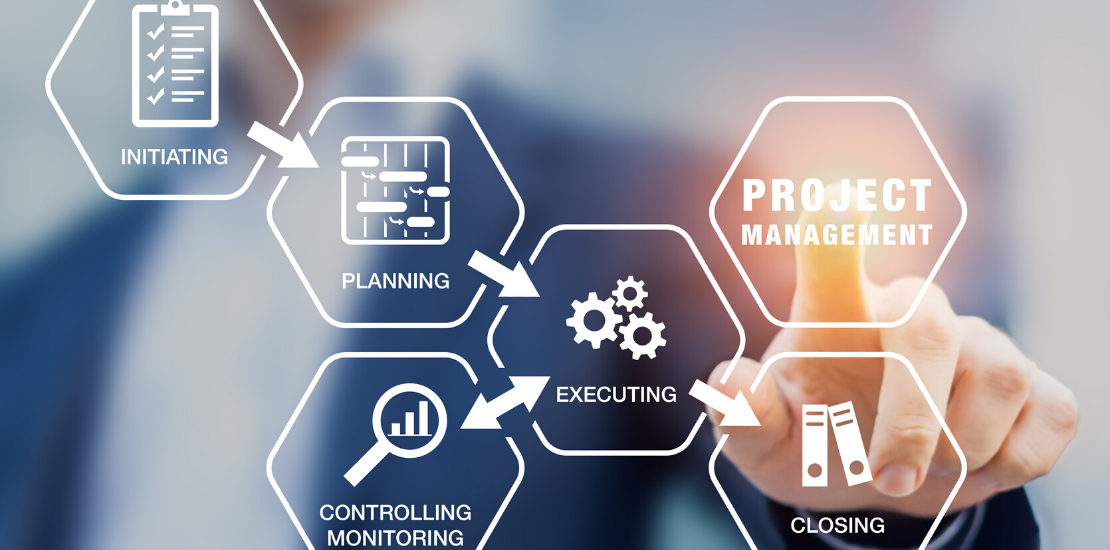 INITIATING
PLANNING
PROJECT
MANAGEMENT
EXECUTING
CONTROLLING
MONITORING
CLOSING